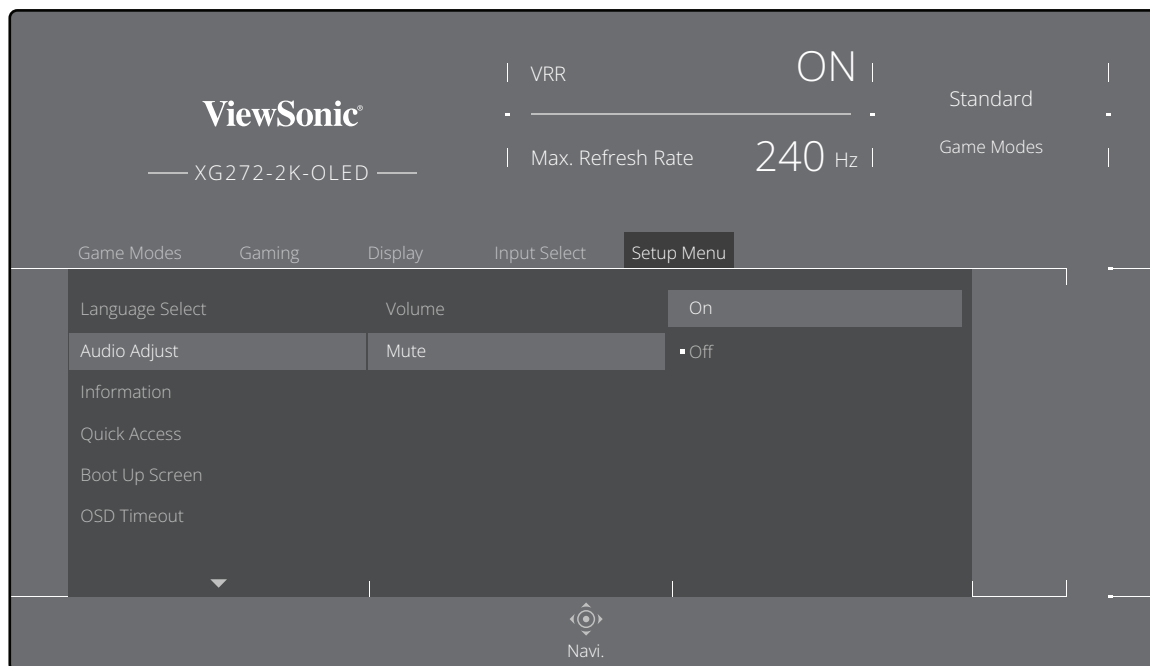 ViewSonic®
XG272-2K-OLED
VRR ON
Max. Refresh Rate 240 Hz
Standard
Game Modes
Game Modes Gaming Display Input Select Setup Menu
Language Select Volume On
Audio Adjust Mute Off
Information
Quick Access
Boot Up Screen
OSD Timeout
Navi.